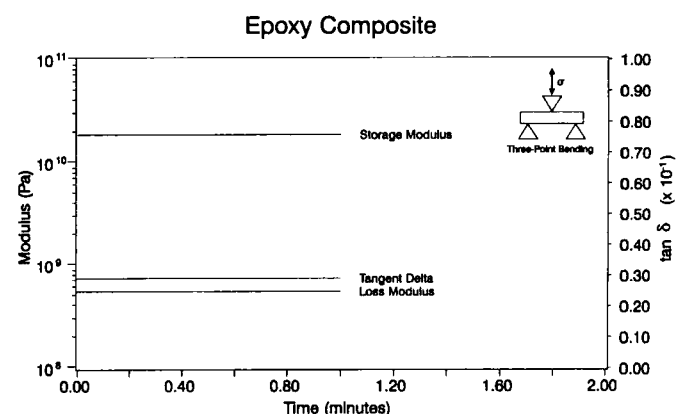 Epoxy Composite
10¹¹
10¹⁰
10⁹
10⁸
Modulus (Pa)
Storage Modulus
Tangent Delta
Loss Modulus
σ
Three-Point Bending
1.00
0.90
0.80
0.70
0.60
0.50
0.40
0.30
0.20
0.10
0.00
tan δ (x 10⁻¹)
0.00 0.40 0.80 1.20 1.60 2.00
Time (minutes)